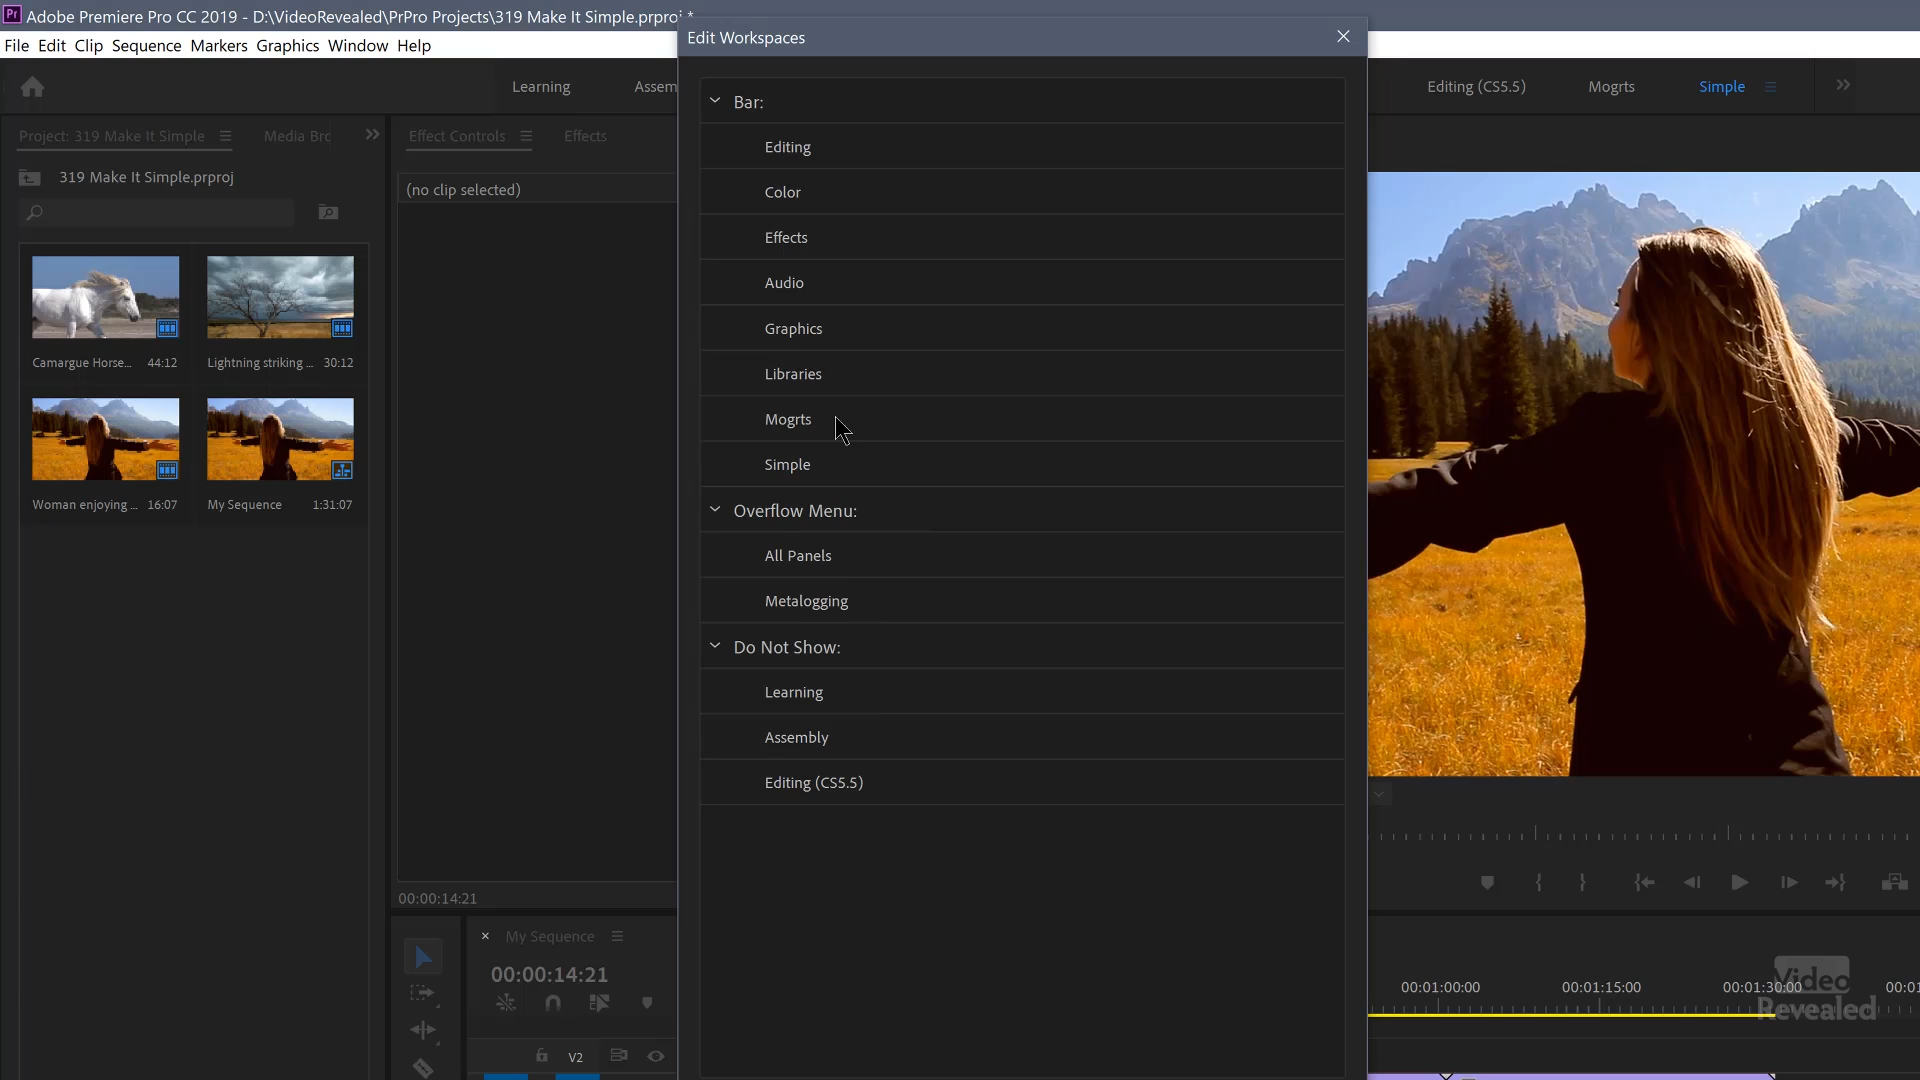 Pr Adobe Premiere Pro CC 2019 - D:\VideoRevealed\PrPro Projects\319 Make It Simple.prproj *
File Edit Clip Sequence Markers Graphics Window Help
Edit Workspaces
Learning
Assem
Editing (CS5.5)
Mogrts
Simple
Project: 319 Make It Simple
Media Brc
319 Make It Simple.prproj
Camargue Horse... 44:12
Lightning striking ... 30:12
Woman enjoying ... 16:07
My Sequence 1:31:07
Effect Controls
Effects
(no clip selected)
00:00:14:21
Bar:
Editing
Color
Effects
Audio
Graphics
Libraries
Mogrts
Simple
Overflow Menu:
All Panels
Metalogging
Do Not Show:
Learning
Assembly
Editing (CS5.5)
× My Sequence
00:00:14:21
V2
00:01:00:00
00:01:15:00
00:01:30:00
00:01
Video
Revealed